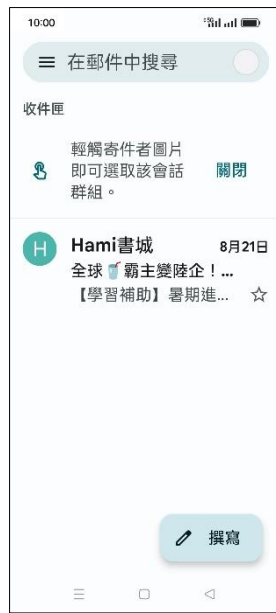 10:00
在郵件中搜尋
收件匣
輕觸寄件者圖片
即可選取該會話
群組。
關閉
H
Hami書城
8月21日
全球🥤霸主變陸企！...
【學習補助】暑期進...
撰寫